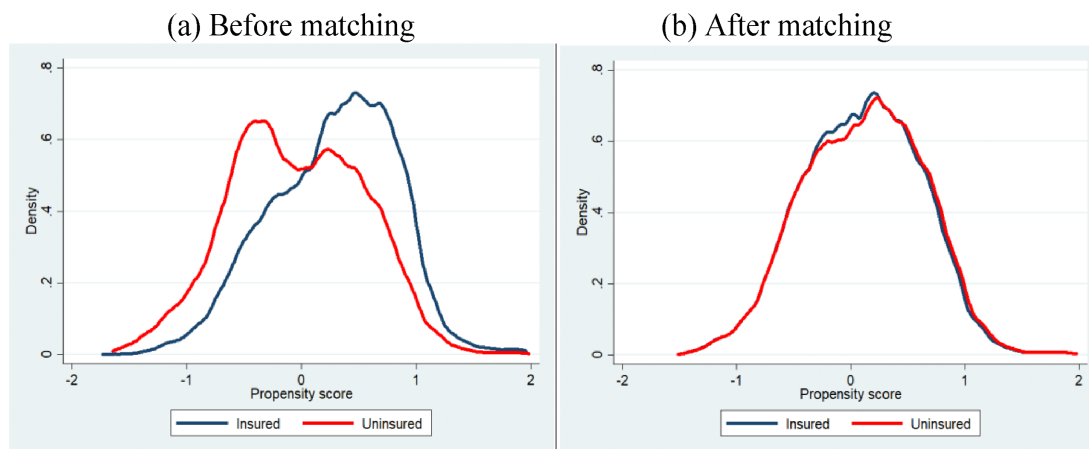 (a) Before matching
(b) After matching
.8
.6
.4
.2
0
Density
-2
-1
0
1
2
Propensity score
Insured
Uninsured
.8
.6
.4
.2
0
Density
-2
-1
0
1
2
Propensity score
Insured
Uninsured